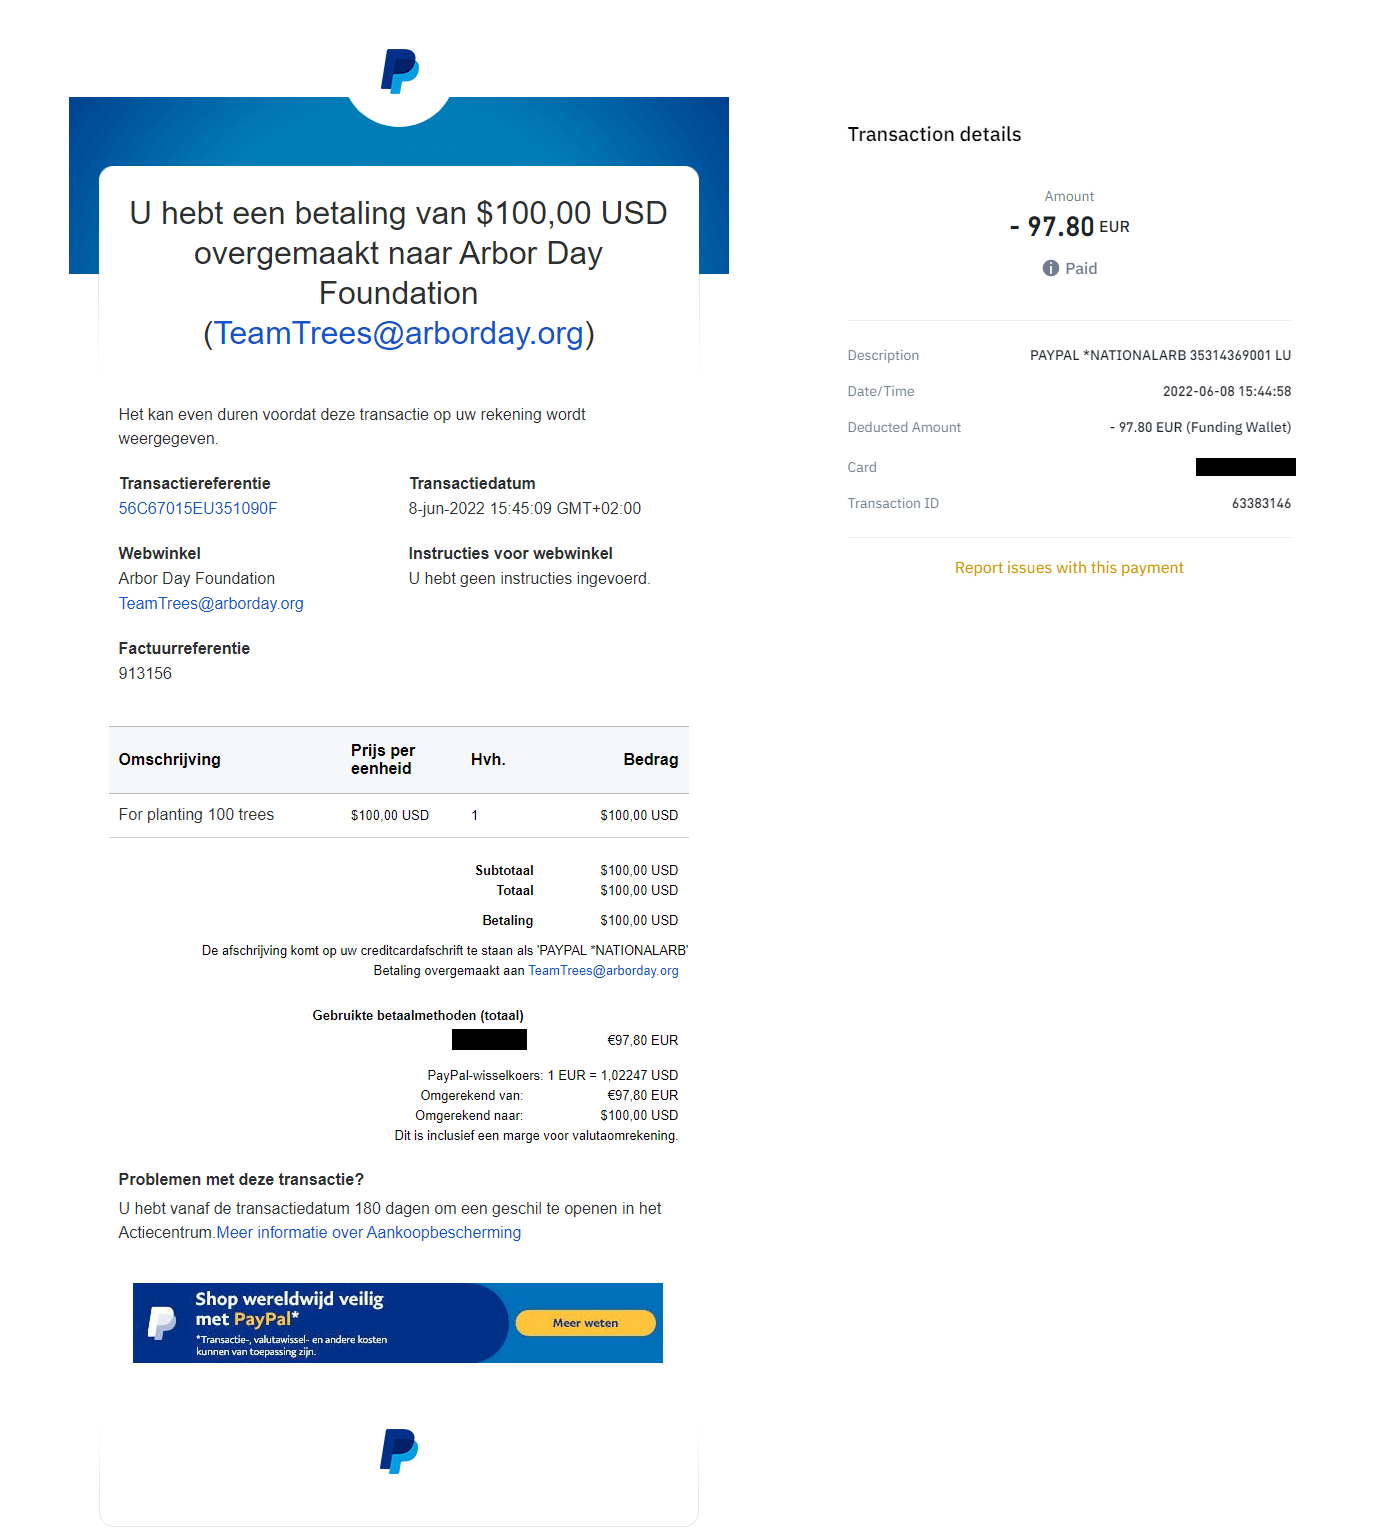 U hebt een betaling van $100,00 USD
overgemaakt naar Arbor Day
Foundation
(TeamTrees@arborday.org)
Het kan even duren voordat deze transactie op uw rekening wordt
weergegeven.
Transactiereferentie
56C67015EU351090F
Transactiedatum
8-jun-2022 15:45:09 GMT+02:00
Webwinkel
Arbor Day Foundation
TeamTrees@arborday.org
Instructies voor webwinkel
U hebt geen instructies ingevoerd.
Factuurreferentie
913156
Omschrijving Prijs per eenheid Hvh. Bedrag
For planting 100 trees $100,00 USD 1 $100,00 USD
Subtotaal $100,00 USD
Totaal $100,00 USD
Betaling $100,00 USD
De afschrijving komt op uw creditcardafschrift te staan als 'PAYPAL *NATIONALARB'
Betaling overgemaakt aan TeamTrees@arborday.org
Gebruikte betaalmethoden (totaal)
€97,80 EUR
PayPal-wisselkoers: 1 EUR = 1,02247 USD
Omgerekend van: €97,80 EUR
Omgerekend naar: $100,00 USD
Dit is inclusief een marge voor valutaomrekening.
Problemen met deze transactie?
U hebt vanaf de transactiedatum 180 dagen om een geschil te openen in het
Actiecentrum.Meer informatie over Aankoopbescherming
Shop wereldwijd veilig
met PayPal*
*Transactie-, valutawissel- en andere kosten
kunnen van toepassing zijn.
Meer weten
Transaction details
Amount
- 97.80 EUR
Paid
Description PAYPAL *NATIONALARB 35314369001 LU
Date/Time 2022-06-08 15:44:58
Deducted Amount - 97.80 EUR (Funding Wallet)
Card
Transaction ID 63383146
Report issues with this payment